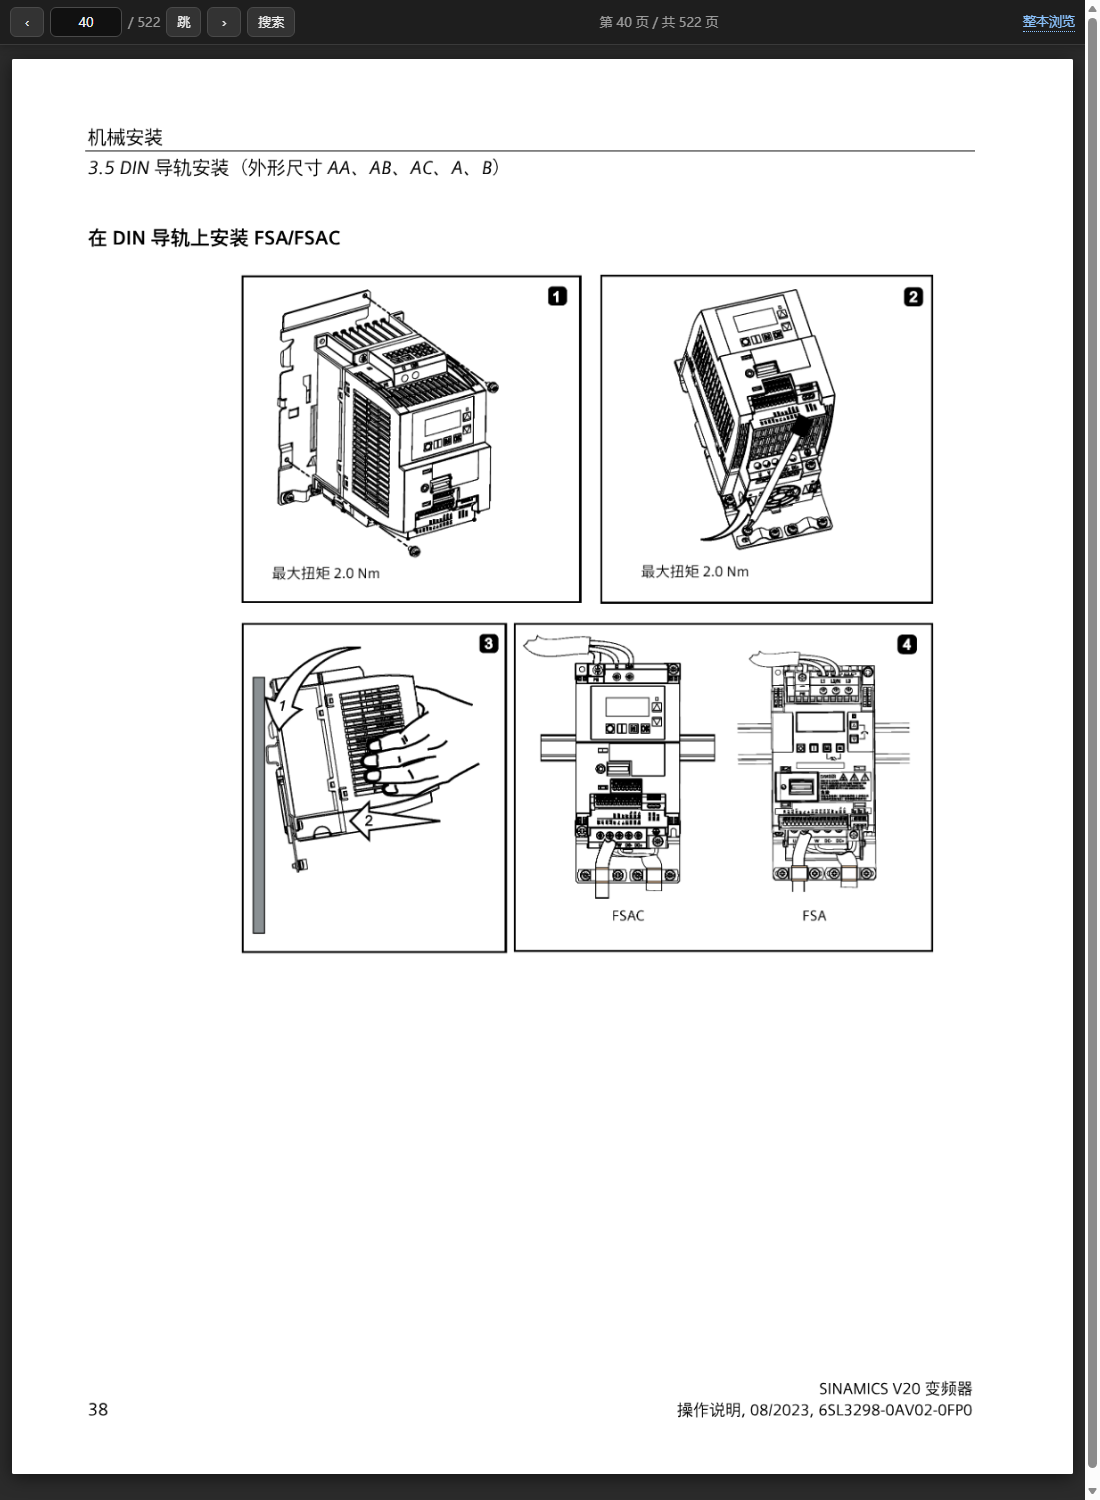 ‹ 40 / 522 跳 › 搜索 第 40 页 / 共 522 页 整本浏览
机械安装
3.5 DIN 导轨安装（外形尺寸 AA、AB、AC、A、B）
在 DIN 导轨上安装 FSA/FSAC
1
最大扭矩 2.0 Nm
2
最大扭矩 2.0 Nm
3
1
2
4
L1 L2/N L3
FSAC
FSA
SINAMICS V20 变频器
38
操作说明, 08/2023, 6SL3298-0AV02-0FP0